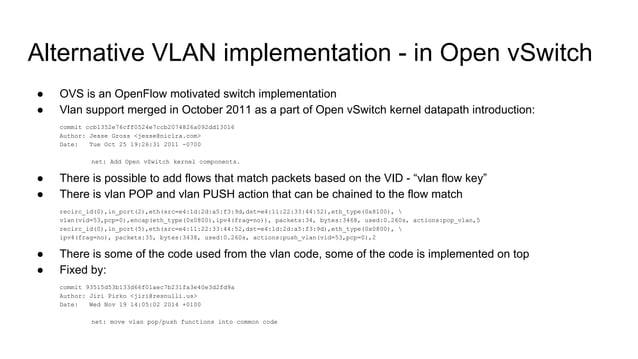 Alternative VLAN implementation - in Open vSwitch
● OVS is an OpenFlow motivated switch implementation
● Vlan support merged in October 2011 as a part of Open vSwitch kernel datapath introduction:
commit ccb1352e76cff0524e7ccb2074826a092dd13016
Author: Jesse Gross <jesse@nicira.com>
Date: Tue Oct 25 19:26:31 2011 -0700
net: Add Open vSwitch kernel components.
● There is possible to add flows that match packets based on the VID - “vlan flow key”
● There is vlan POP and vlan PUSH action that can be chained to the flow match
recirc_id(0),in_port(2),eth(src=e4:1d:2d:a5:f3:9d,dst=e4:11:22:33:44:52),eth_type(0x8100), \
vlan(vid=53,pcp=0),encap(eth_type(0x0800),ipv4(frag=no)), packets:34, bytes:3468, used:0.260s, actions:pop_vlan,5
recirc_id(0),in_port(5),eth(src=e4:11:22:33:44:52,dst=e4:1d:2d:a5:f3:9d),eth_type(0x0800), \
ipv4(frag=no), packets:35, bytes:3438, used:0.260s, actions:push_vlan(vid=53,pcp=0),2
● There is some of the code used from the vlan code, some of the code is implemented on top
● Fixed by:
commit 93515d53b133d66f01aec7b231fa3e40e3d2fd9a
Author: Jiri Pirko <jiri@resnulli.us>
Date: Wed Nov 19 14:05:02 2014 +0100
net: move vlan pop/push functions into common code